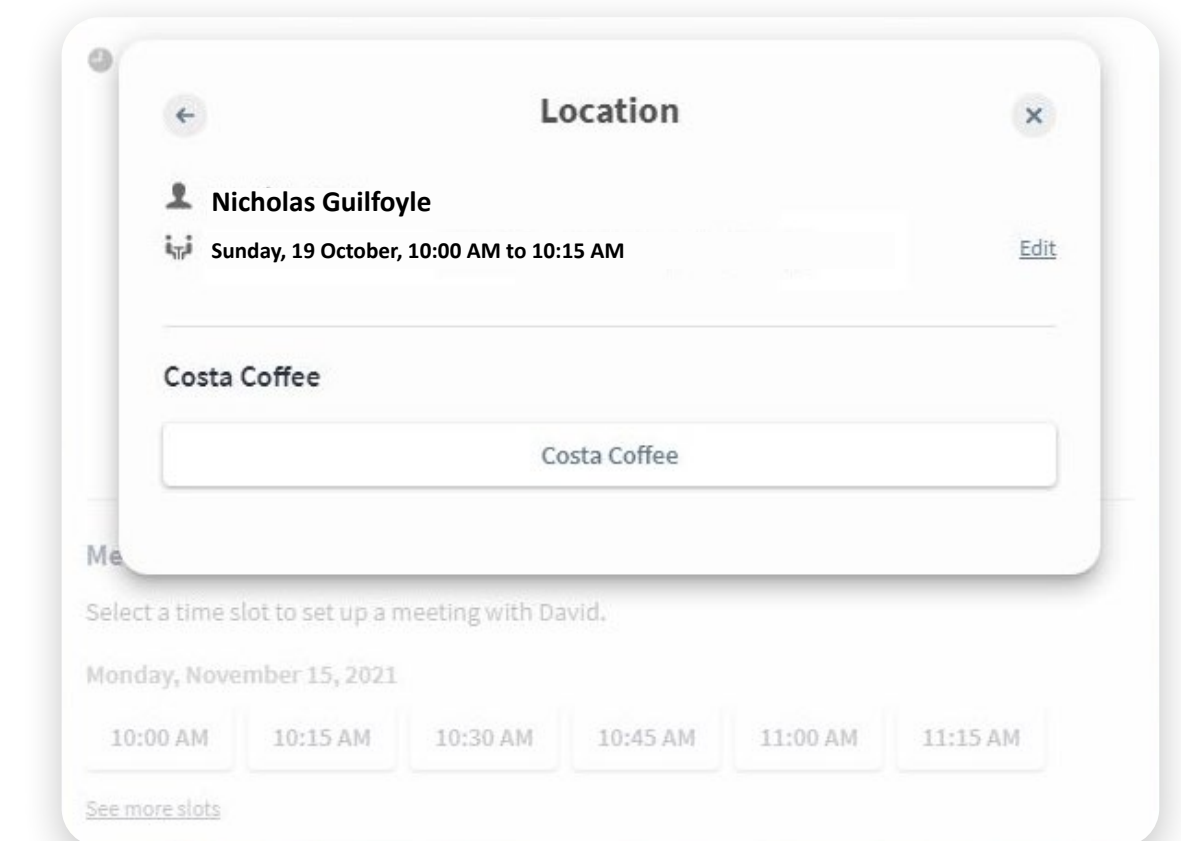 Location
Nicholas Guilfoyle
Sunday, 19 October, 10:00 AM to 10:15 AM
Edit
Costa Coffee
Costa Coffee
Me
Select a time slot to set up a meeting with David.
Monday, November 15, 2021
10:00 AM 10:15 AM 10:30 AM 10:45 AM 11:00 AM 11:15 AM
See more slots